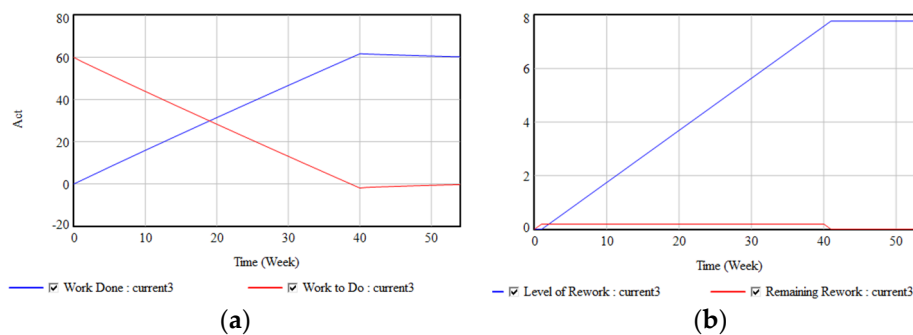 80
60
40
20
0
-20
Act
0 10 20 30 40 50
Time (Week)
Work Done : current3 Work to Do : current3
(a)
8
6
4
2
0
0 10 20 30 40 50
Time (Week)
Level of Rework : current3 Remaining Rework : current3
(b)